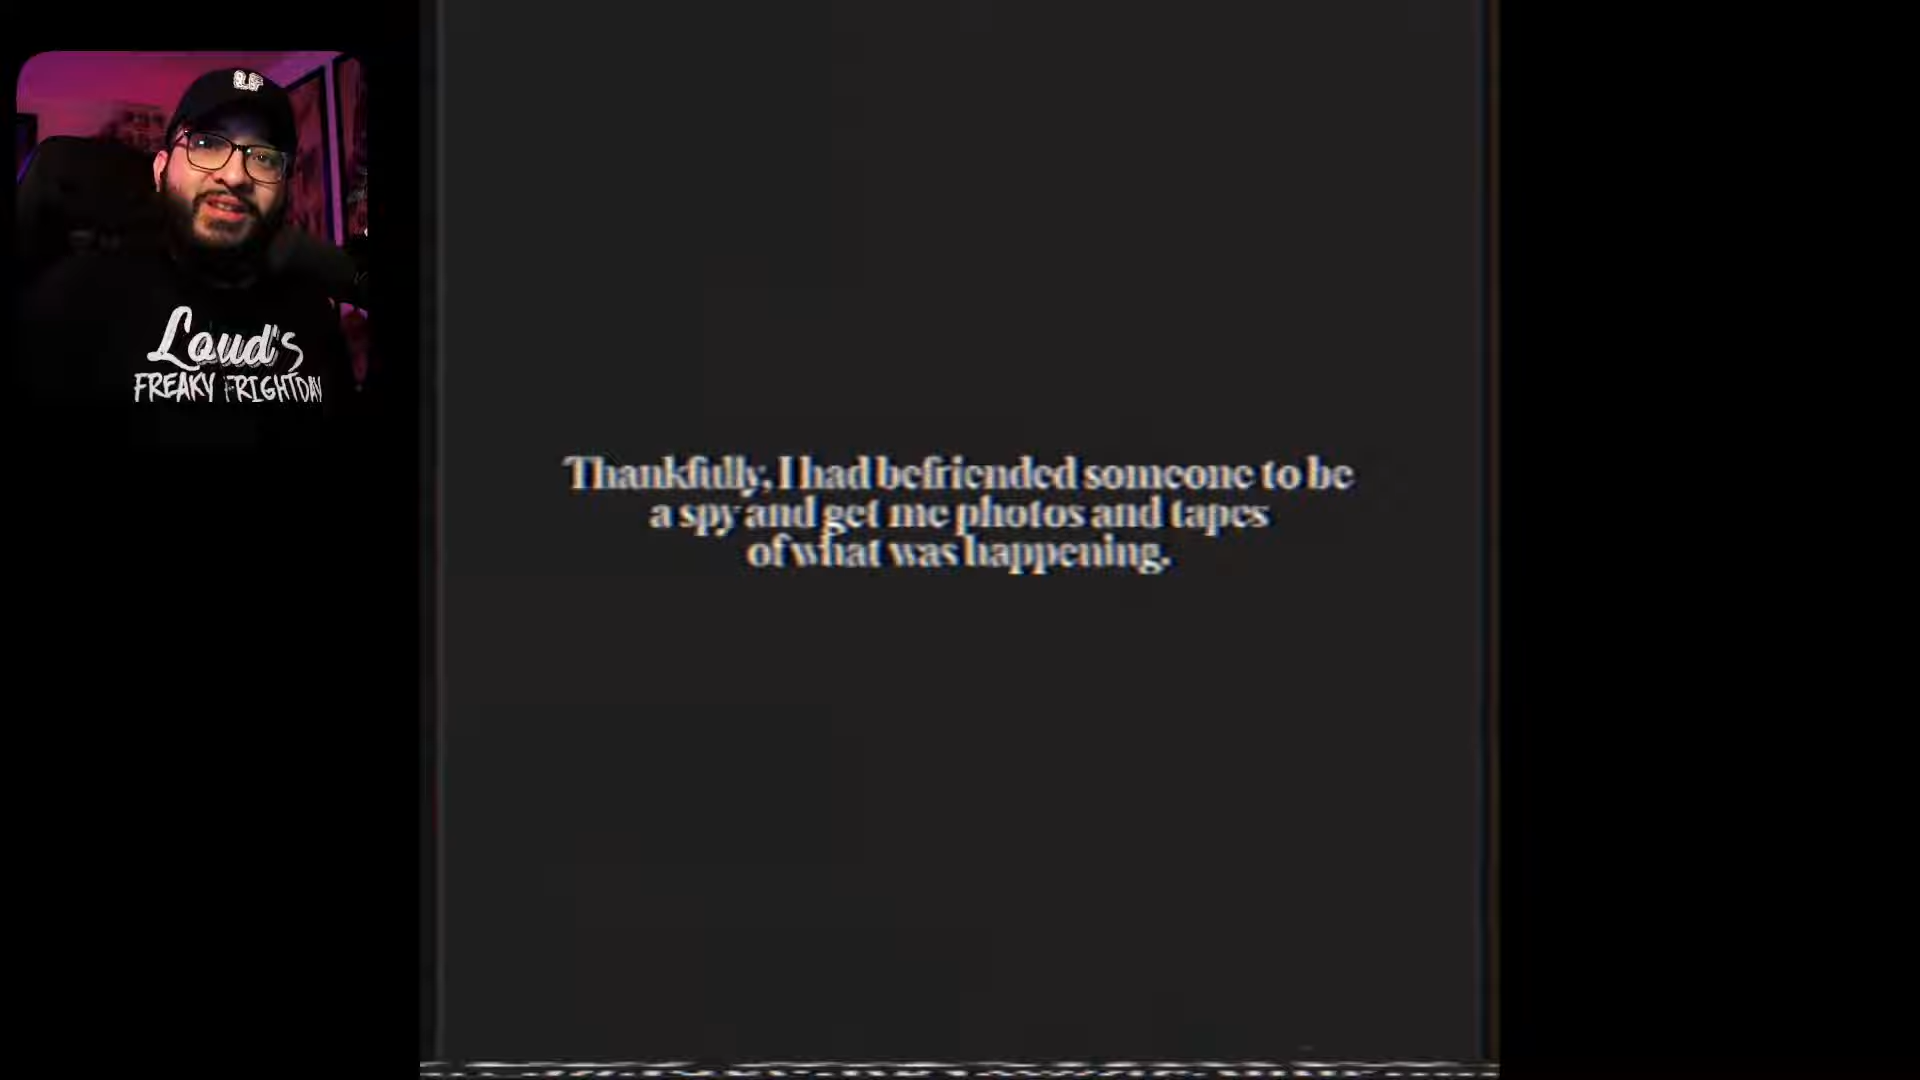 Loud's
FREAKY FRIGHTDAY
Thankfully, I had befriended someone to be
a spy and get me photos and tapes
of what was happening.